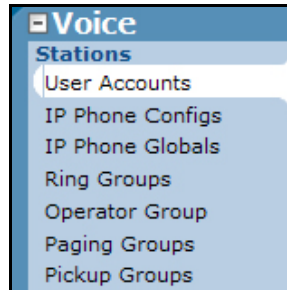 Voice
Stations
User Accounts
IP Phone Configs
IP Phone Globals
Ring Groups
Operator Group
Paging Groups
Pickup Groups